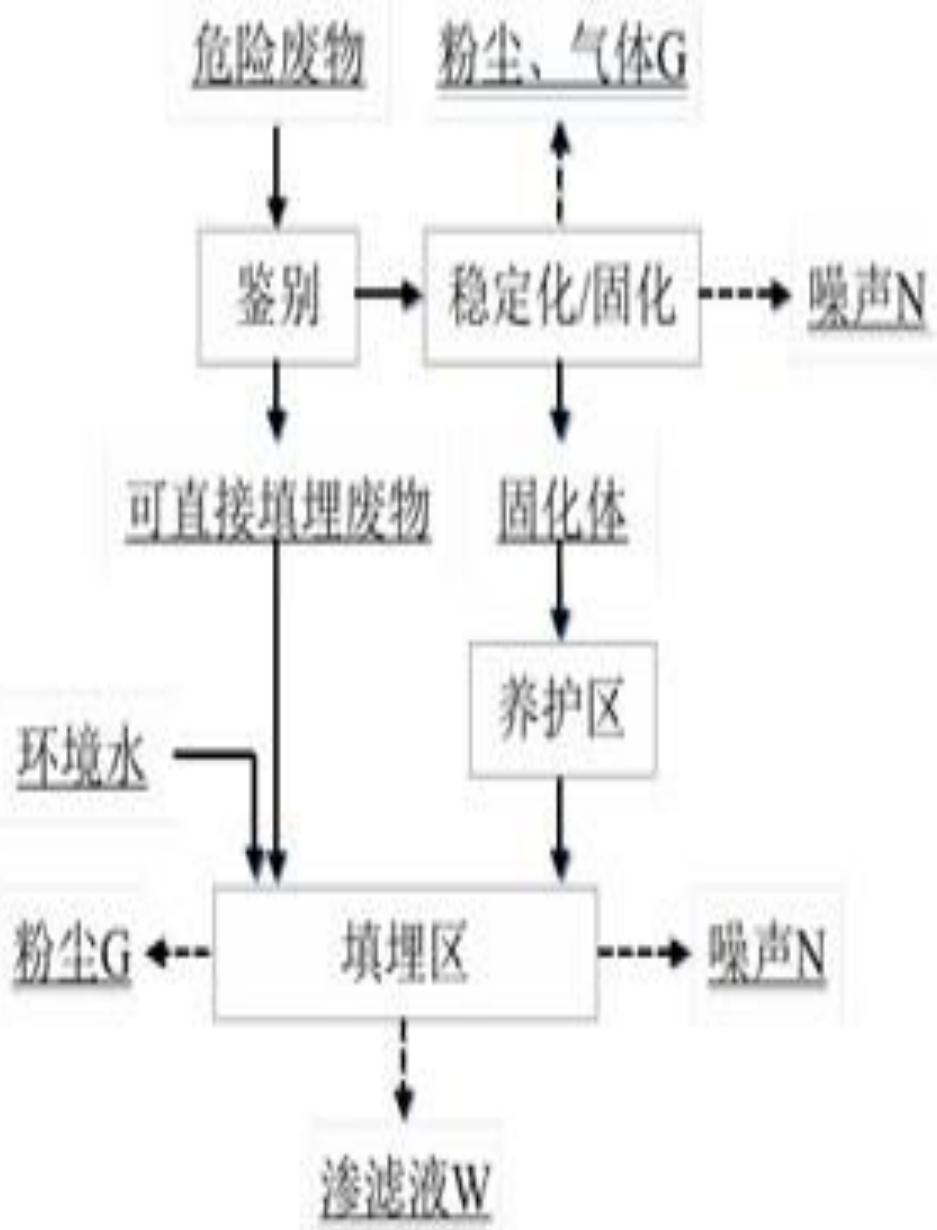 危险废物
粉尘、气体G
鉴别
稳定化/固化
噪声N
可直接填埋废物
固化体
养护区
环境水
粉尘G
填埋区
噪声N
渗滤液W